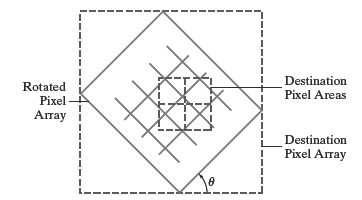 Rotated
Pixel
Array
Destination
Pixel Areas
Destination
Pixel Array
θ